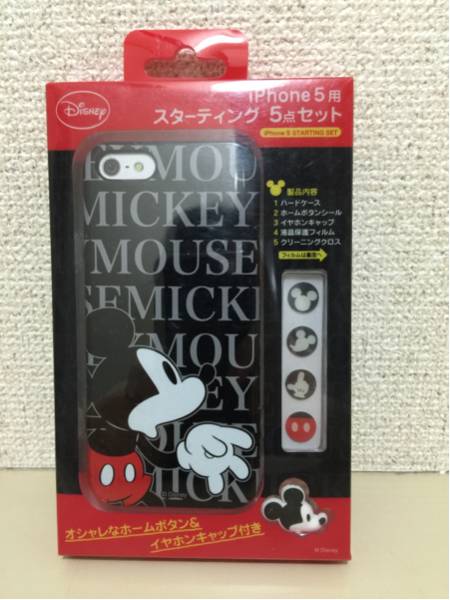 Disney
iPhone 5用
スターティング 5点セット
iPhone 5 STARTING SET
製品内容
1 ハードケース
2 ホームボタンシール
3 イヤホンキャップ
4 液晶保護フィルム
5 クリーニングクロス
フィルムは裏面へ
EY MOU
MICKEY
YMOUSE
SEMICKE
MOU
EY
MICK
オシャレなホームボタン&
イヤホンキャップ付き
© Disney